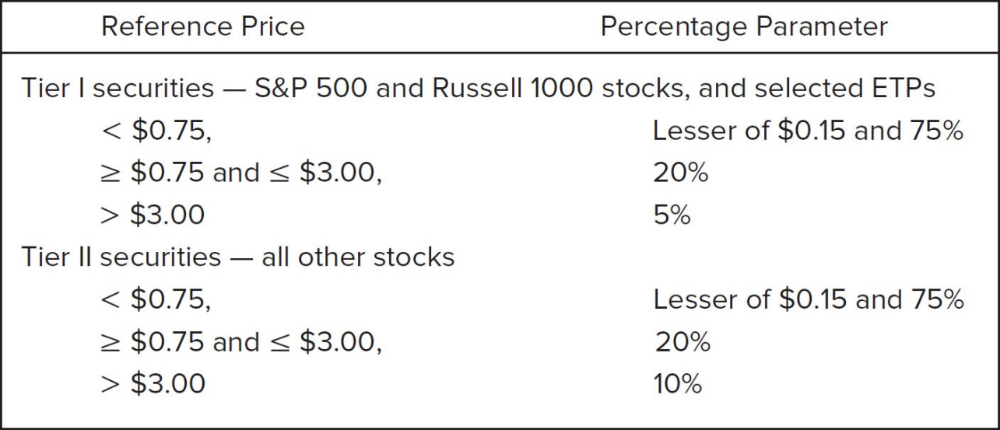 Reference Price Percentage Parameter
Tier I securities — S&P 500 and Russell 1000 stocks, and selected ETPs
< $0.75, Lesser of $0.15 and 75%
≥ $0.75 and ≤ $3.00, 20%
> $3.00 5%
Tier II securities — all other stocks
< $0.75, Lesser of $0.15 and 75%
≥ $0.75 and ≤ $3.00, 20%
> $3.00 10%